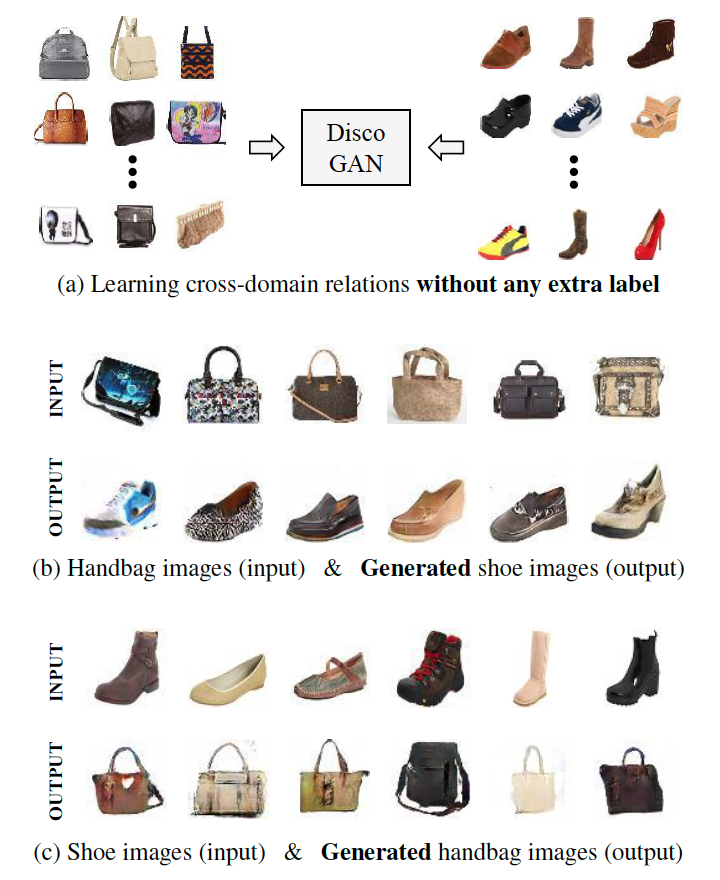 Disco
GAN
(a) Learning cross-domain relations without any extra label
INPUT
OUTPUT
(b) Handbag images (input) & Generated shoe images (output)
INPUT
OUTPUT
(c) Shoe images (input) & Generated handbag images (output)